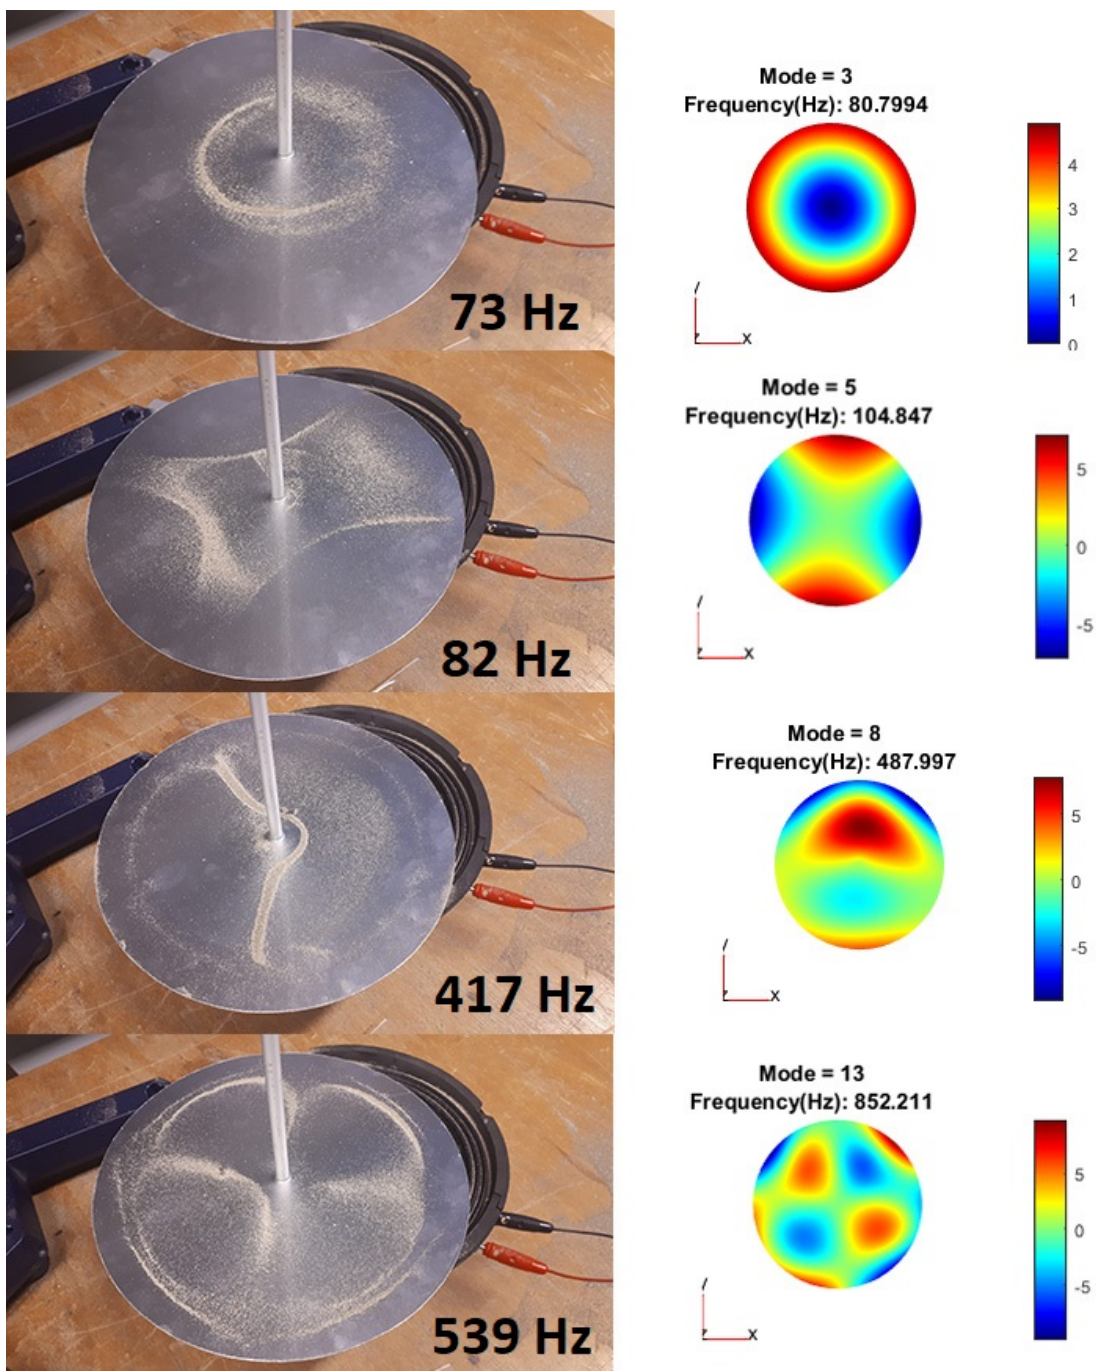 Mode = 3
Frequency(Hz): 80.7994
4
3
2
1
0
X
73 Hz
Mode = 5
Frequency(Hz): 104.847
5
0
-5
X
82 Hz
Mode = 8
Frequency(Hz): 487.997
5
0
-5
X
417 Hz
Mode = 13
Frequency(Hz): 852.211
5
0
-5
X
539 Hz